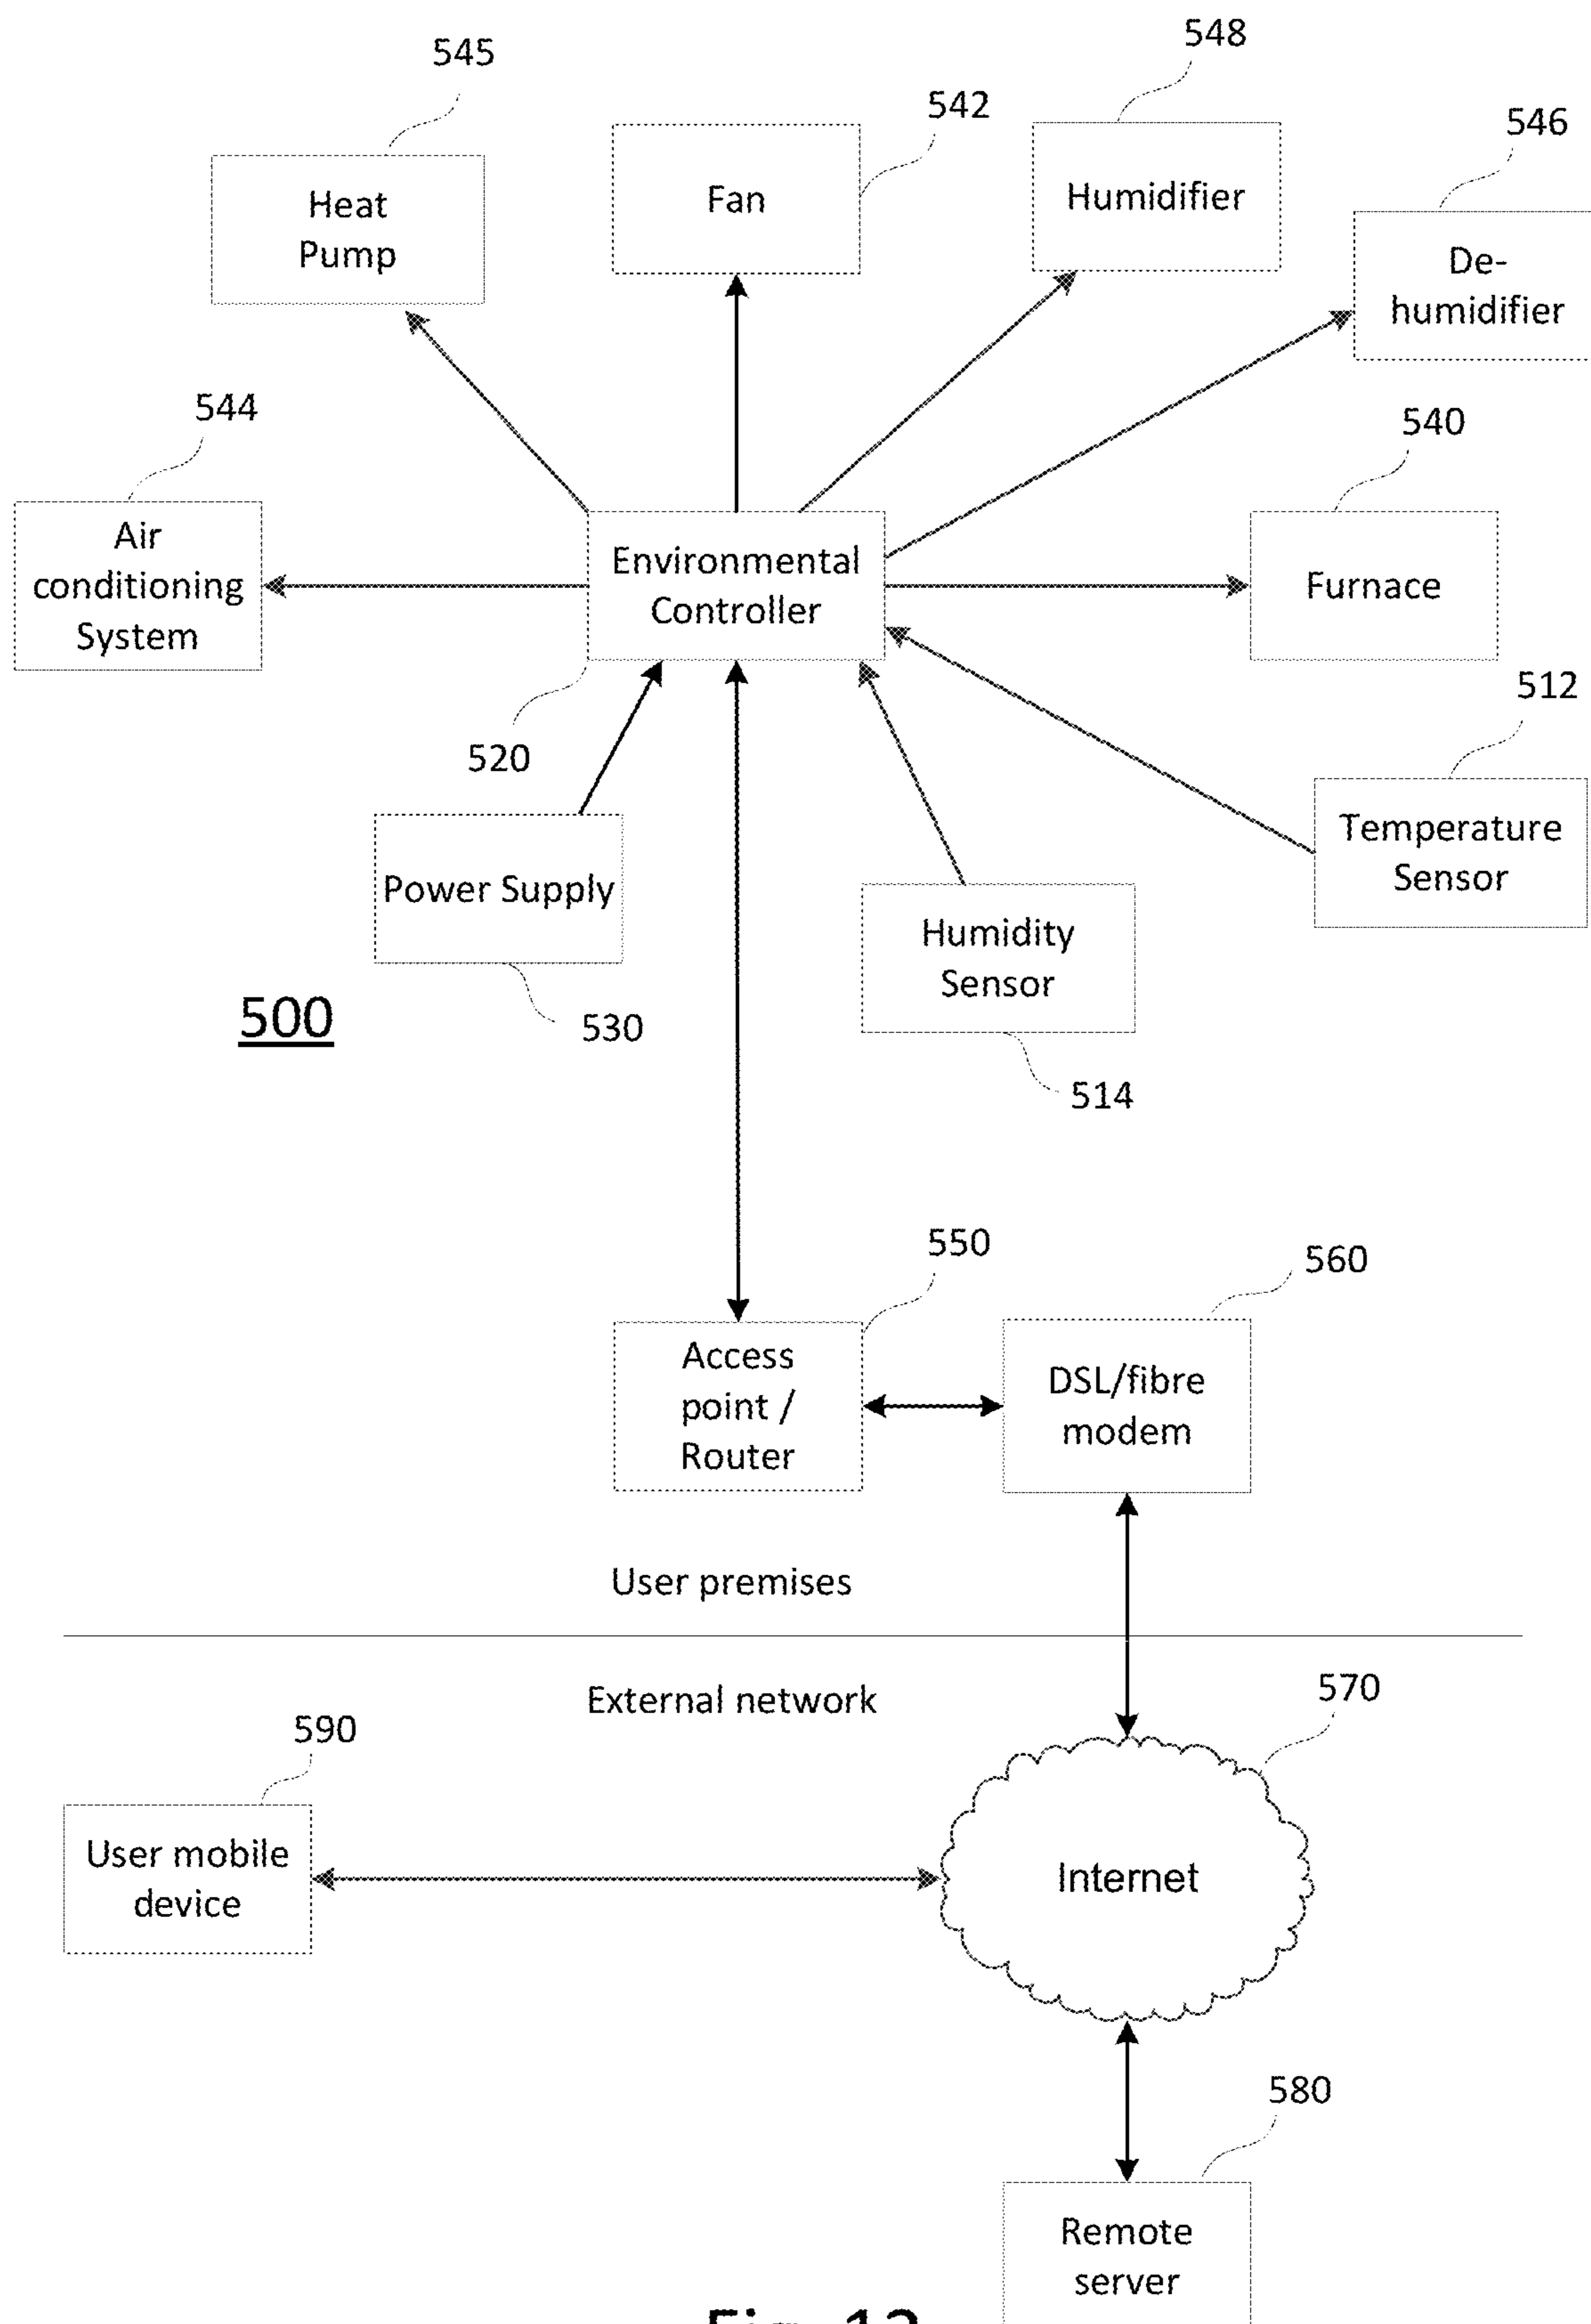 548
545
542
546
Heat
Pump
Fan
Humidifier
De-
humidifier
544
540
Air
conditioning
System
Environmental
Controller
Furnace
512
520
Temperature
Sensor
Power Supply
Humidity
Sensor
500
530
514
550
560
Access
point /
Router
DSL/fibre
modem
User premises
External network
570
590
User mobile
device
Internet
580
Remote
server